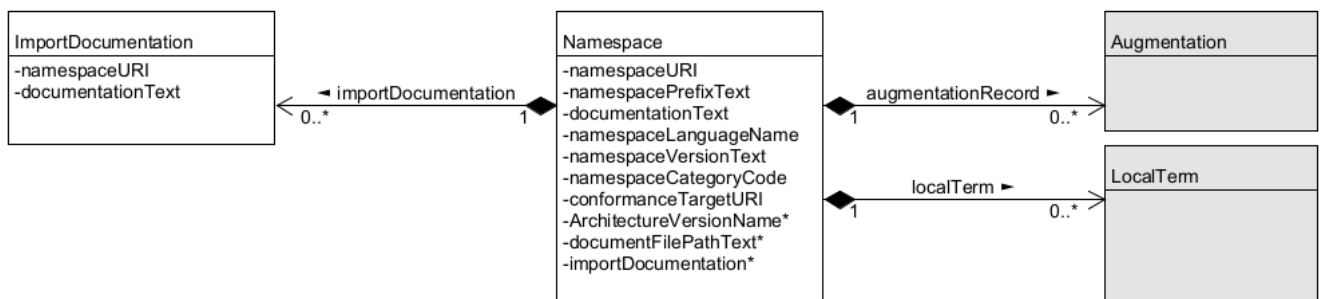 ImportDocumentation
-namespaceURI
-documentationText
◄ importDocumentation
0..*
1
Namespace
-namespaceURI
-namespacePrefixText
-documentationText
-namespaceLanguageName
-namespaceVersionText
-namespaceCategoryCode
-conformanceTargetURI
-ArchitectureVersionName*
-documentFilePathText*
-importDocumentation*
augmentationRecord ►
1
0..*
Augmentation
localTerm ►
1
0..*
LocalTerm